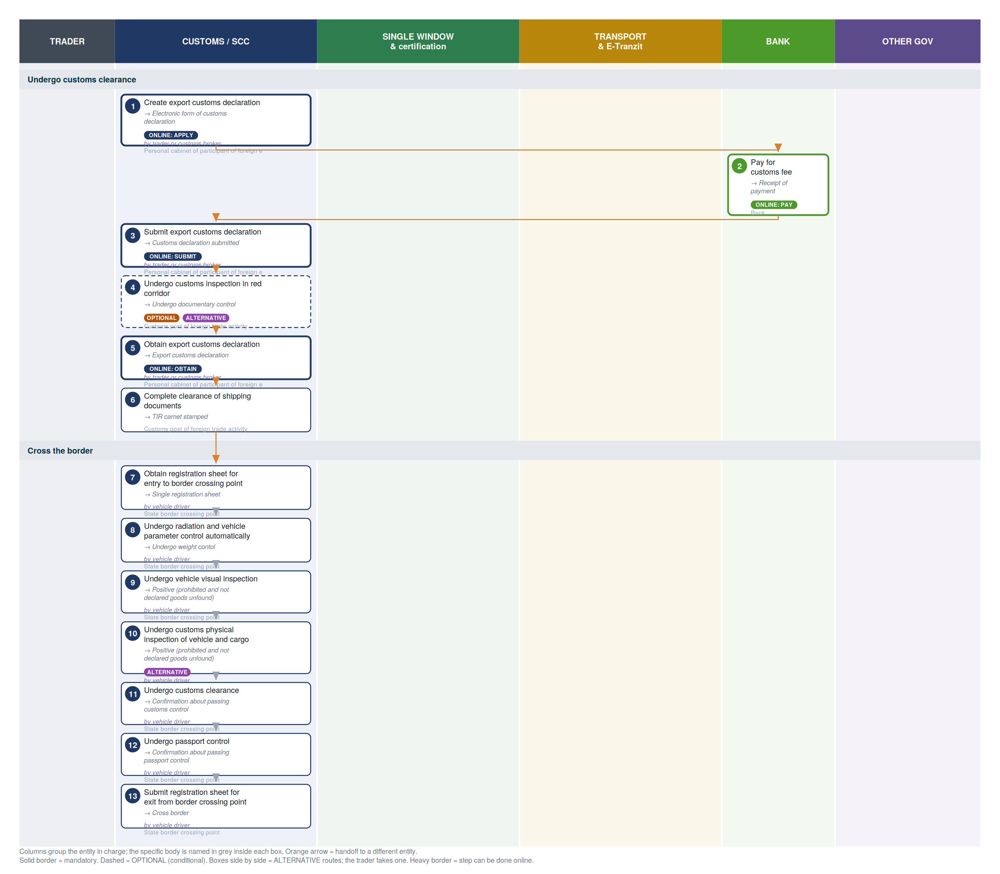 TRADER
CUSTOMS / SCC
SINGLE WINDOW
& certification
TRANSPORT
& E-Tranzit
BANK
OTHER GOV
Undergo customs clearance
1
Create export customs declaration
→ Electronic form of customs
declaration
ONLINE: APPLY
by trader or customs broker
Personal cabinet of participant of foreign e
2
Pay for
customs fee
→ Receipt of
payment
ONLINE: PAY
Bank
3
Submit export customs declaration
→ Customs declaration submitted
ONLINE: SUBMIT
by trader or customs broker
Personal cabinet of participant of foreign e
4
Undergo customs inspection in red
corridor
→ Undergo documentary control
OPTIONAL
ALTERNATIVE
Customs post of foreign trade activity
5
Obtain export customs declaration
→ Export customs declaration
ONLINE: OBTAIN
by trader or customs broker
Personal cabinet of participant of foreign e
6
Complete clearance of shipping
documents
→ TIR carnet stamped
Customs post of foreign trade activity
Cross the border
7
Obtain registration sheet for
entry to border crossing point
→ Single registration sheet
by vehicle driver
State border crossing point
8
Undergo radiation and vehicle
parameter control automatically
→ Undergo weight contol
by vehicle driver
State border crossing point
9
Undergo vehicle visual inspection
→ Positive (prohibited and not
declared goods unfound)
by vehicle driver
State border crossing point
10
Undergo customs physical
inspection of vehicle and cargo
→ Positive (prohibited and not
declared goods unfound)
ALTERNATIVE
by vehicle driver
11
Undergo customs clearance
→ Confirmation about passing
customs control
by vehicle driver
State border crossing point
12
Undergo passport control
→ Confirmation about passing
passport control
by vehicle driver
State border crossing point
13
Submit registration sheet for
exit from border crossing point
→ Cross border
by vehicle driver
State border crossing point
Columns group the entity in charge; the specific body is named in grey inside each box. Orange arrow = handoff to a different entity.
Solid border = mandatory. Dashed = OPTIONAL (conditional). Boxes side by side = ALTERNATIVE routes; the trader takes one. Heavy border = step can be done online.